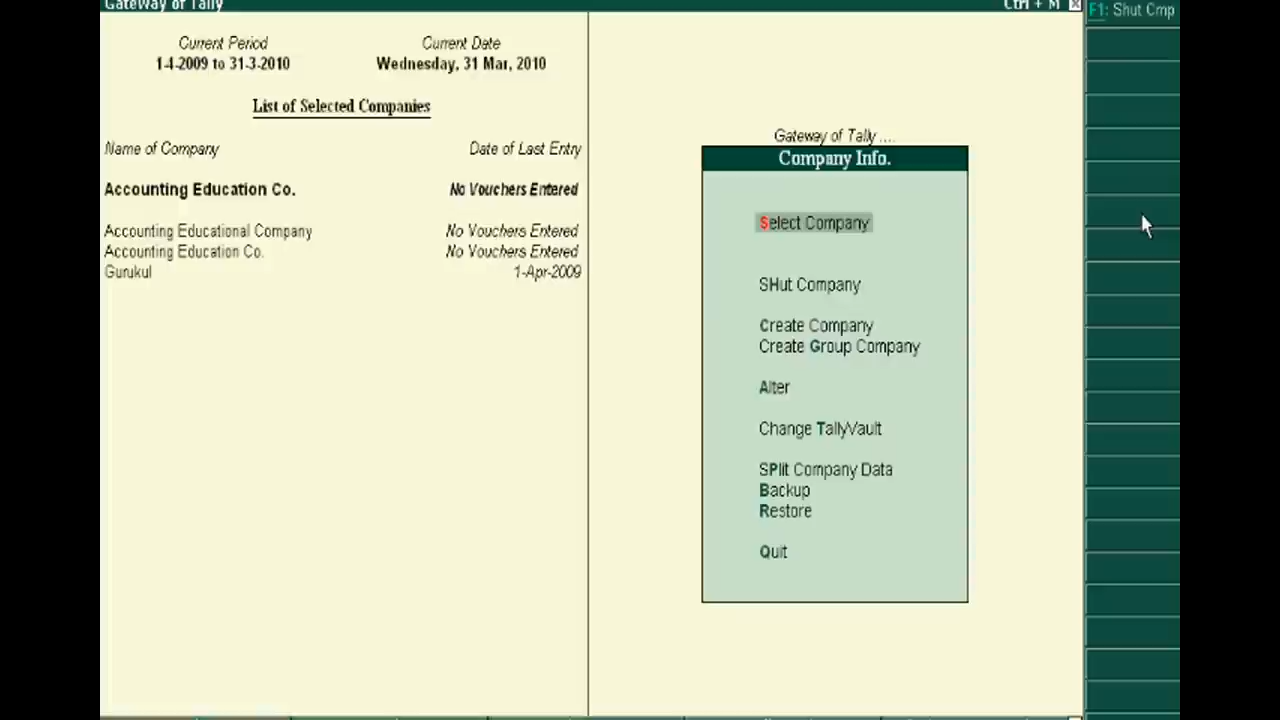 Gateway of Tally
Ctrl + M
F1: Shut Cmp
Current Period
Current Date
1-4-2009 to 31-3-2010
Wednesday, 31 Mar, 2010
List of Selected Companies
Name of Company
Date of Last Entry
Accounting Education Co.
No Vouchers Entered
Accounting Educational Company
No Vouchers Entered
Accounting Education Co.
No Vouchers Entered
Gurukul
1-Apr-2009
Gateway of Tally ....
Company Info.
Select Company
SHut Company
Create Company
Create Group Company
Alter
Change TallyVault
SPlit Company Data
Backup
Restore
Quit